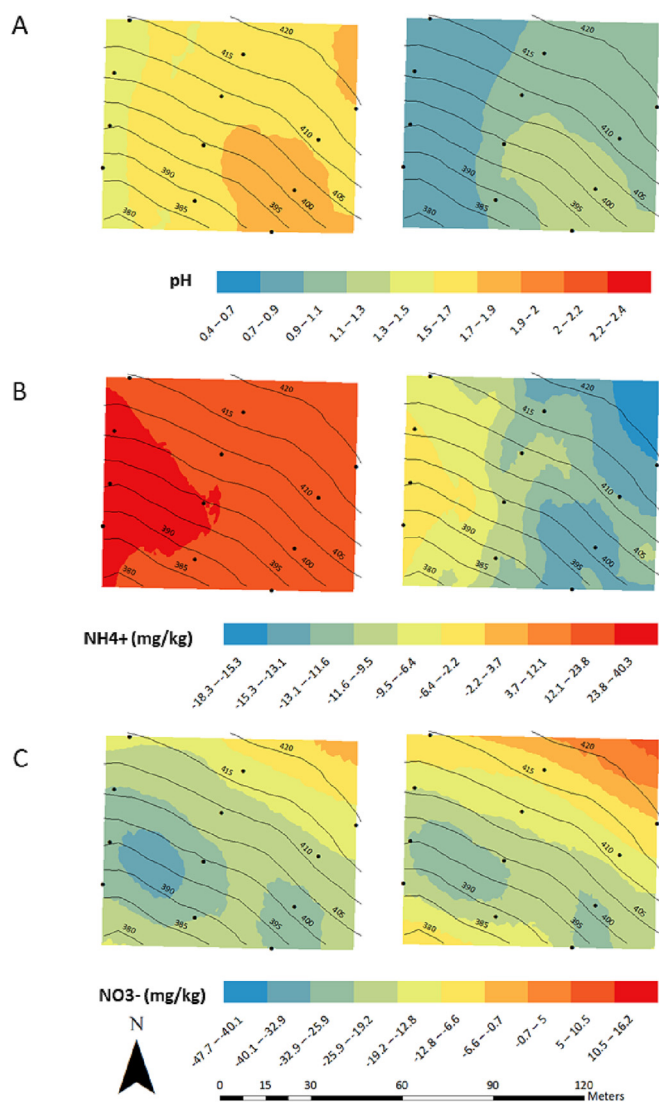 A
420
415
410
405
400
395
390
385
380
420
415
410
405
400
395
390
385
380
pH
0.4 – 0.7
0.7 – 0.9
0.9 – 1.1
1.1 – 1.3
1.3 – 1.5
1.5 – 1.7
1.7 – 1.9
1.9 – 2
2 – 2.2
2.2 – 2.4
B
420
415
410
405
400
395
390
385
380
420
415
410
405
400
395
390
385
380
NH4+ (mg/kg)
-18.3 – -15.3
-15.3 – -13.1
-13.1 – -11.6
-11.6 – -9.5
-9.5 – -6.4
-6.4 – -2.2
-2.2 – 3.7
3.7 – 12.1
12.1 – 23.8
23.8 – 40.3
C
420
415
410
405
400
390
385
380
420
415
410
405
400
390
385
380
NO3- (mg/kg)
-47.7 – -40.1
-40.1 – -32.9
-32.9 – -25.9
-25.9 – -19.2
-19.2 – -12.8
-12.8 – -6.6
-6.6 – -0.7
-0.7 – 5
5 – 10.5
10.5 – 16.2
N
0 15 30 60 90 120
Meters